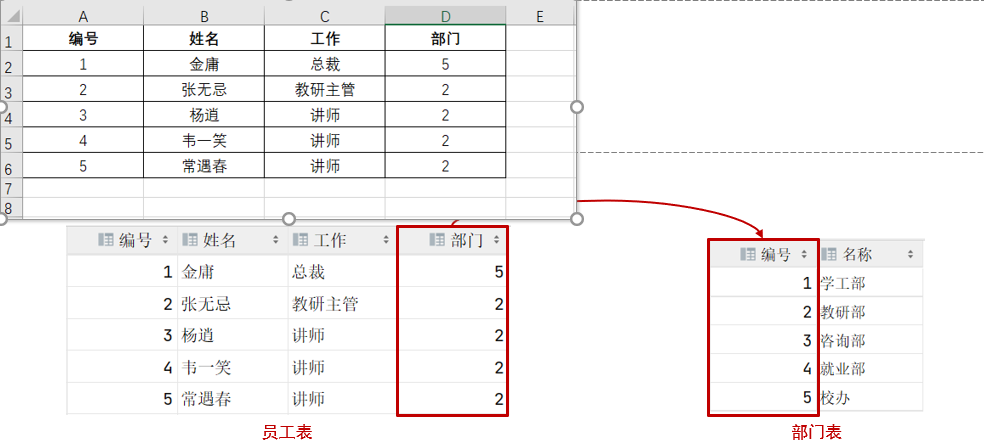 A B C D E
1 编号 姓名 工作 部门
2 1 金庸 总裁 5
3 2 张无忌 教研主管 2
4 3 杨逍 讲师 2
5 4 韦一笑 讲师 2
6 5 常遇春 讲师 2
7
8
编号 姓名 工作 部门
1 金庸 总裁 5
2 张无忌 教研主管 2
3 杨逍 讲师 2
4 韦一笑 讲师 2
5 常遇春 讲师 2
员工表
编号 名称
1 学工部
2 教研部
3 咨询部
4 就业部
5 校办
部门表